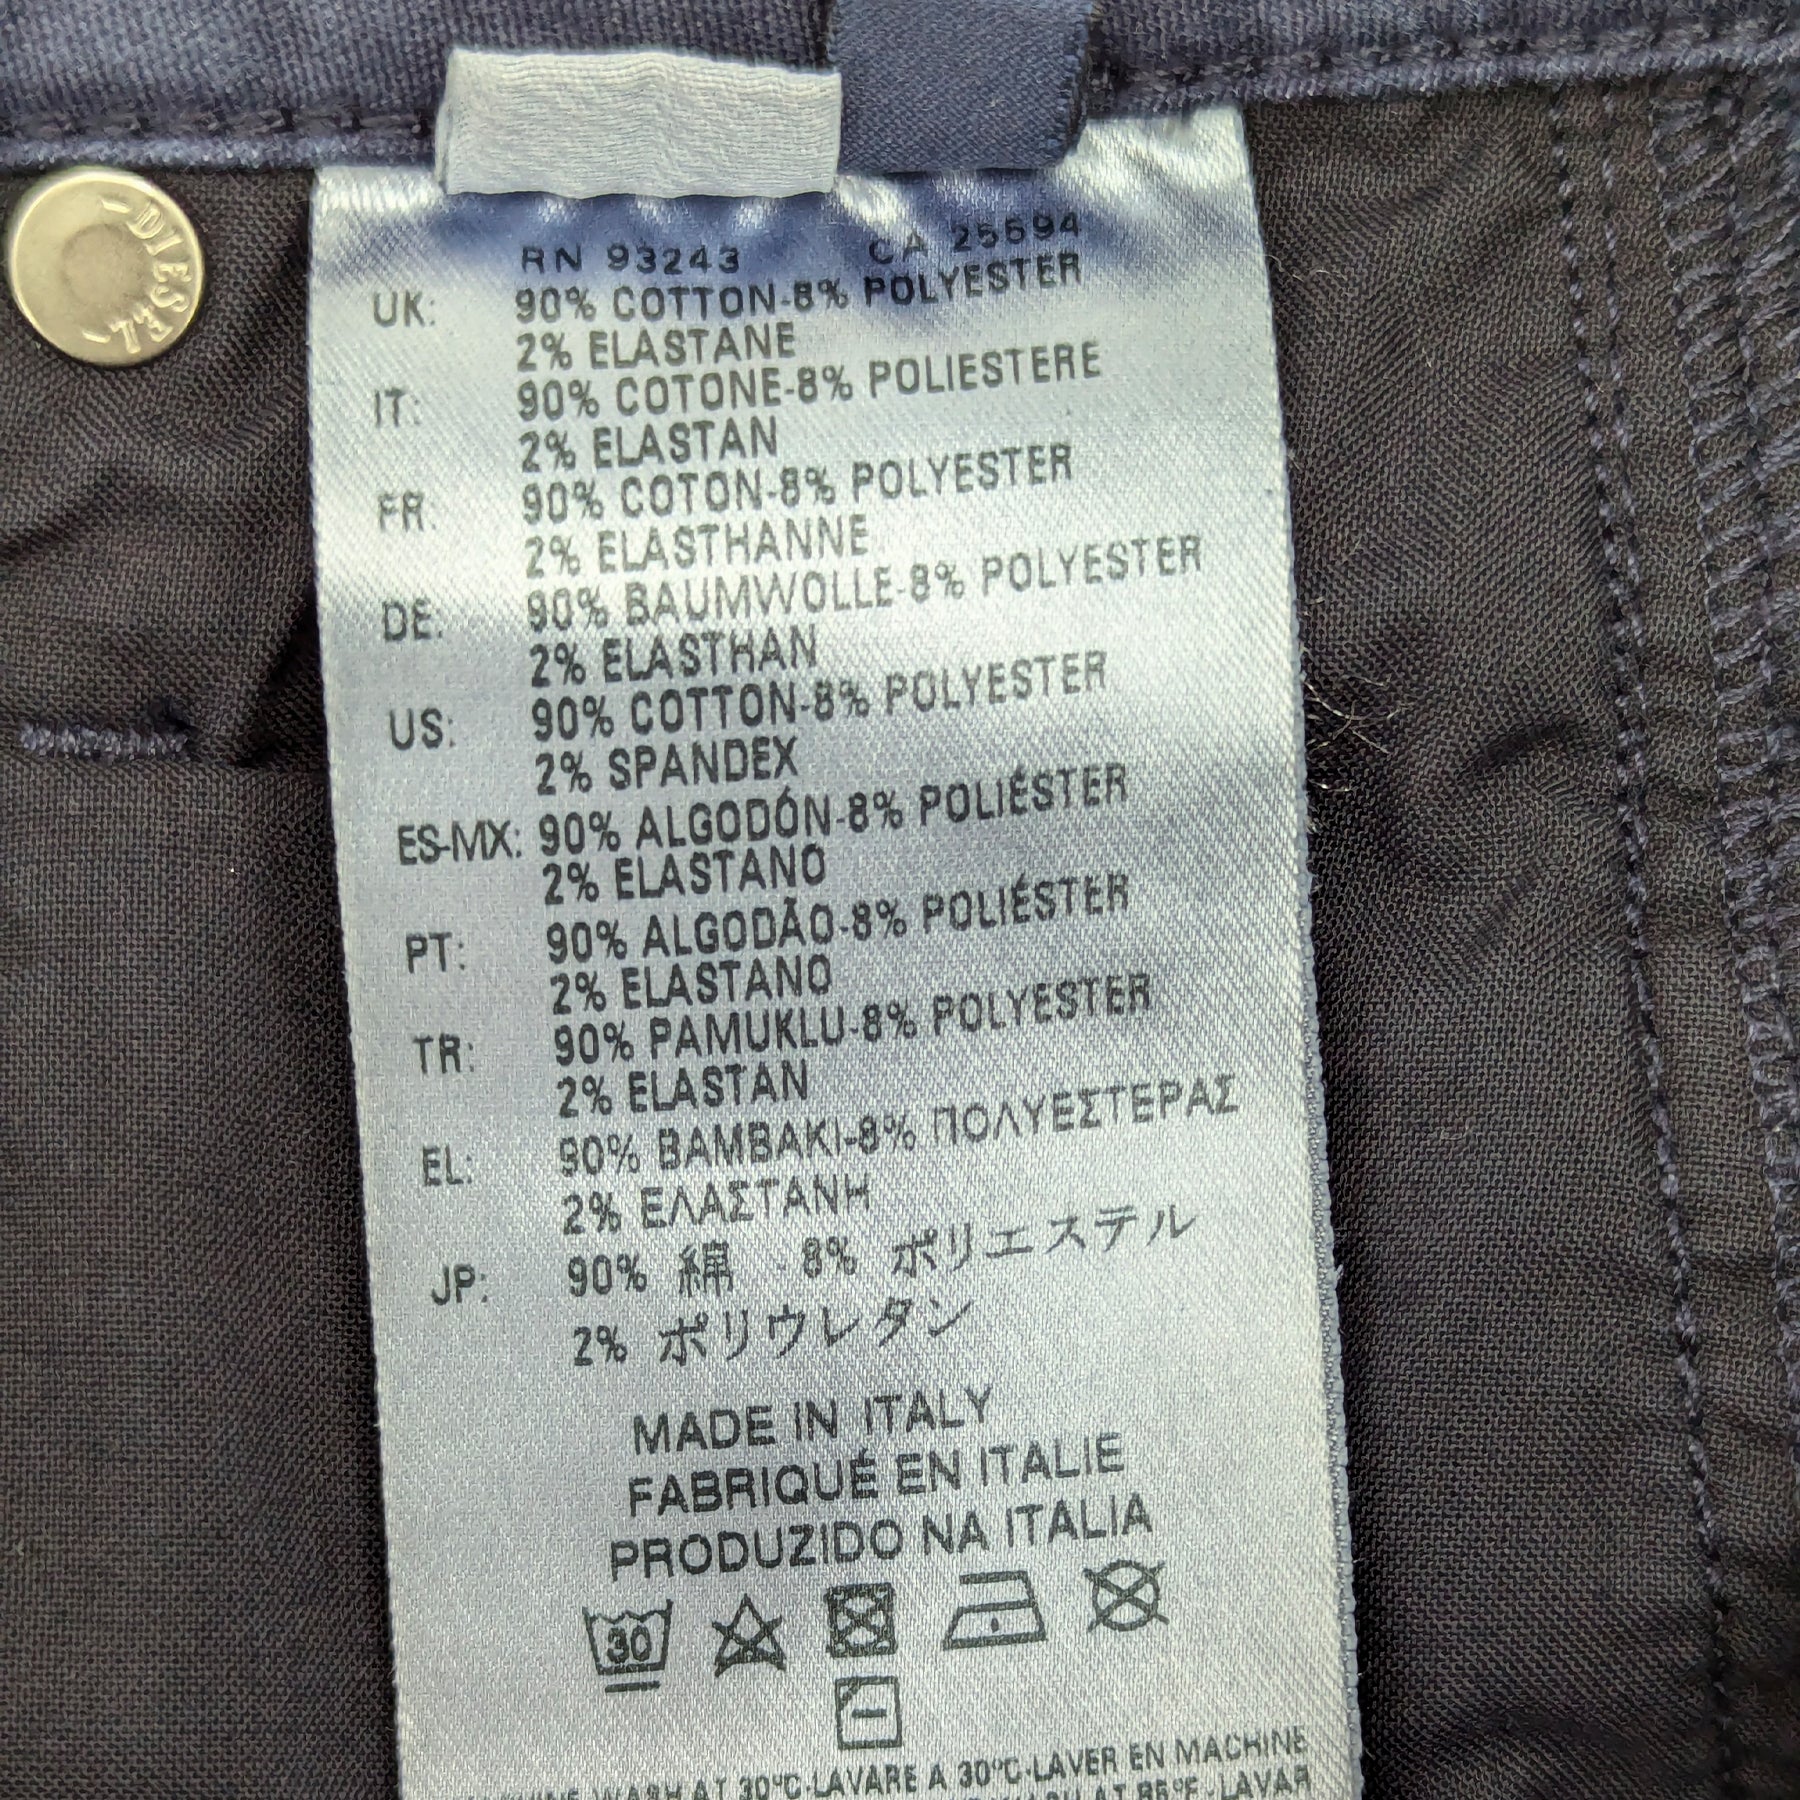 -DIESEL-
RN 93243 CA 25594
UK: 90% COTTON-8% POLYESTER
2% ELASTANE
IT: 90% COTONE-8% POLIESTERE
2% ELASTAN
FR: 90% COTON-8% POLYESTER
2% ELASTHANNE
DE: 90% BAUMWOLLE-8% POLYESTER
2% ELASTHAN
US: 90% COTTON-8% POLYESTER
2% SPANDEX
ES-MX: 90% ALGODÓN-8% POLIÉSTER
2% ELASTANO
PT: 90% ALGODÃO-8% POLIÉSTER
2% ELASTANO
TR: 90% PAMUKLU-8% POLYESTER
2% ELASTAN
EL: 90% BAMBAKI-8% ΠΟΛΥΕΣΤΕΡΑΣ
2% ΕΛΑΣΤΑΝΗ
JP: 90% 綿 - 8% ポリエステル
2% ポリウレタン
MADE IN ITALY
FABRIQUÉ EN ITALIE
PRODUZIDO NA ITALIA
30
WASH AT 30°C-LAVARE A 30°C-LAVER EN MACHINE
AT 85°F-LAVAR